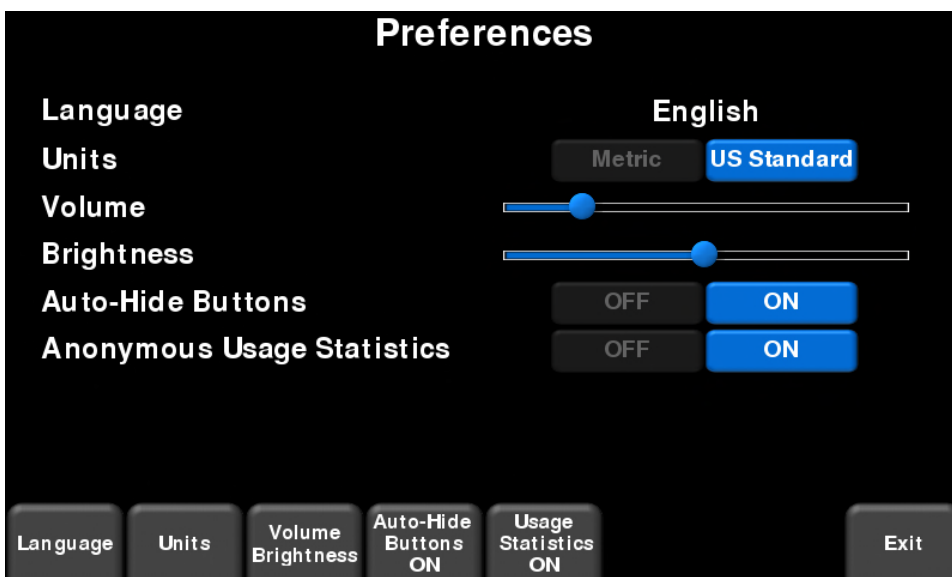 Preferences
Language English
Units Metric US Standard
Volume
Brightness
Auto-Hide Buttons OFF ON
Anonymous Usage Statistics OFF ON
Language
Units
Volume
Brightness
Auto-Hide
Buttons
ON
Usage
Statistics
ON
Exit